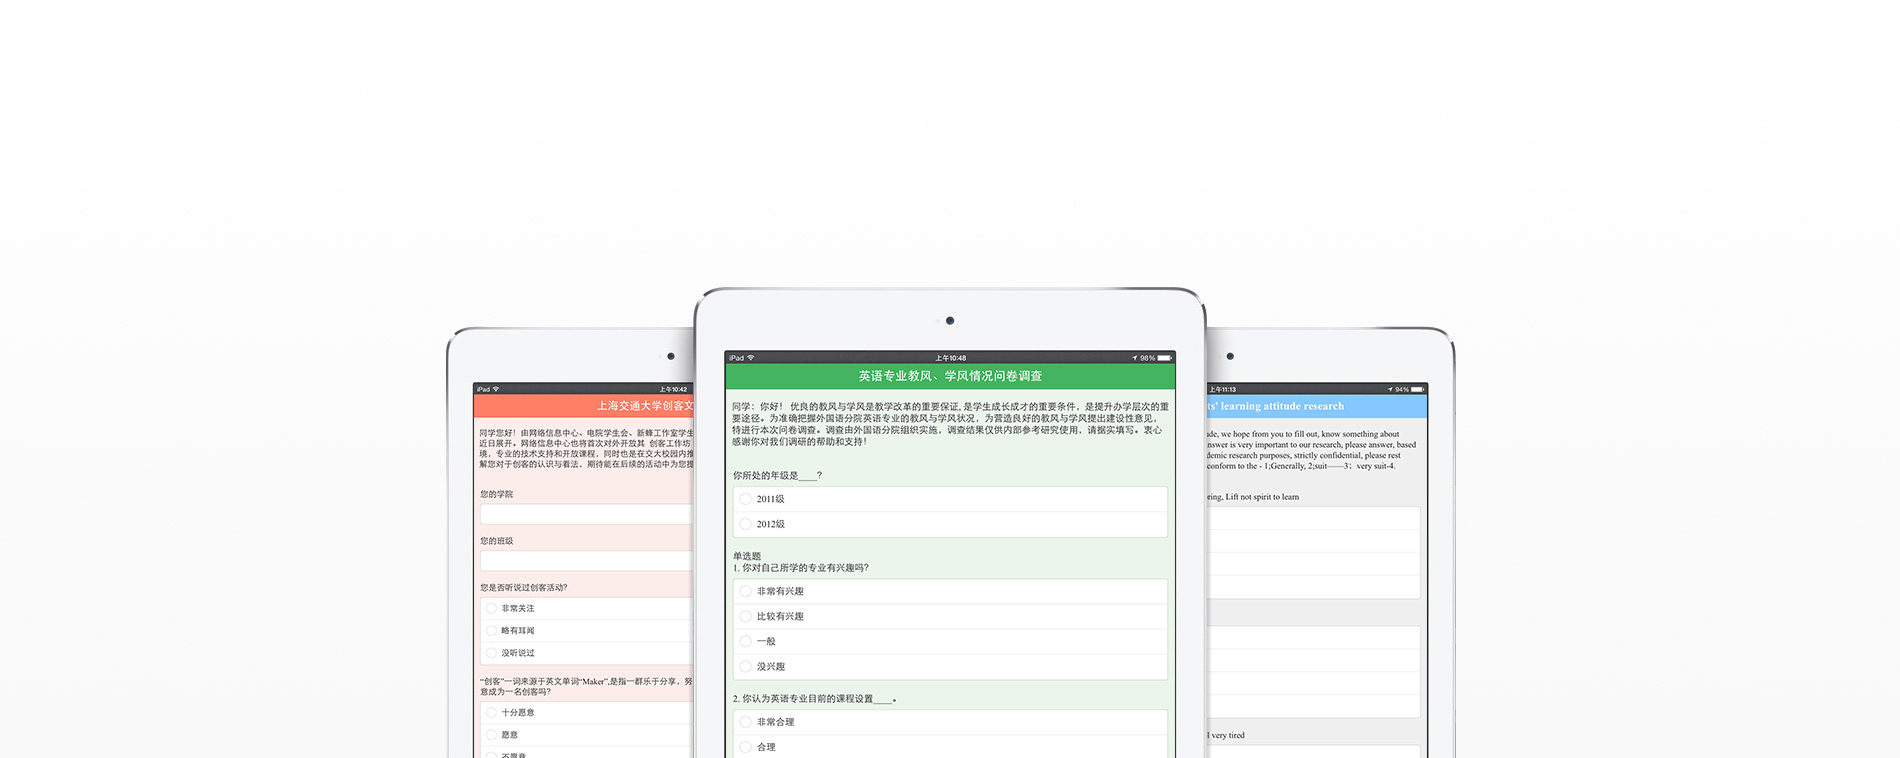 iPad
上午10:42
上海交通大学创客文
同学您好！由网络信息中心、电院学生会、新蜂工作室学生
近日展开。网络信息中心也将首次对外开放其 创客工作坊
境，专业的技术支持和开放课程，同时也是在交大校园内推
解您对于创客的认识与看法，期待能在后续的活动中为您提
您的学院
您的班级
您是否听说过创客活动?
非常关注
略有耳闻
没听说过
“创客”一词来源于英文单词“Maker”,是指一群乐于分享，努
意成为一名创客吗?
十分愿意
愿意
不愿意
iPad
上午10:48
98%
英语专业教风、学风情况问卷调查
同学：你好！ 优良的教风与学风是教学改革的重要保证, 是学生成长成才的重要条件，是提升办学层次的重
要途径。为准确把握外国语分院英语专业的教风与学风状况，为营造良好的教风与学风提出建设性意见，
特进行本次问卷调查。调查由外国语分院组织实施，调查结果仅供内部参考研究使用，请据实填写。衷心
感谢你对我们调研的帮助和支持!
你所处的年级是____?
2011级
2012级
单选题
1. 你对自己所学的专业有兴趣吗?
非常有兴趣
比较有兴趣
一般
没兴趣
2. 你认为英语专业目前的课程设置____。
非常合理
合理
上午11:13
94%
ts' learning attitude research
ude, we hope from you to fill out, know something about
nswer is very important to our research, please answer, based
demic research purposes, strictly confidential, please rest
conform to the - 1;Generally, 2;suit——3；very suit-4.
ring, Lift not spirit to learn
l very tired